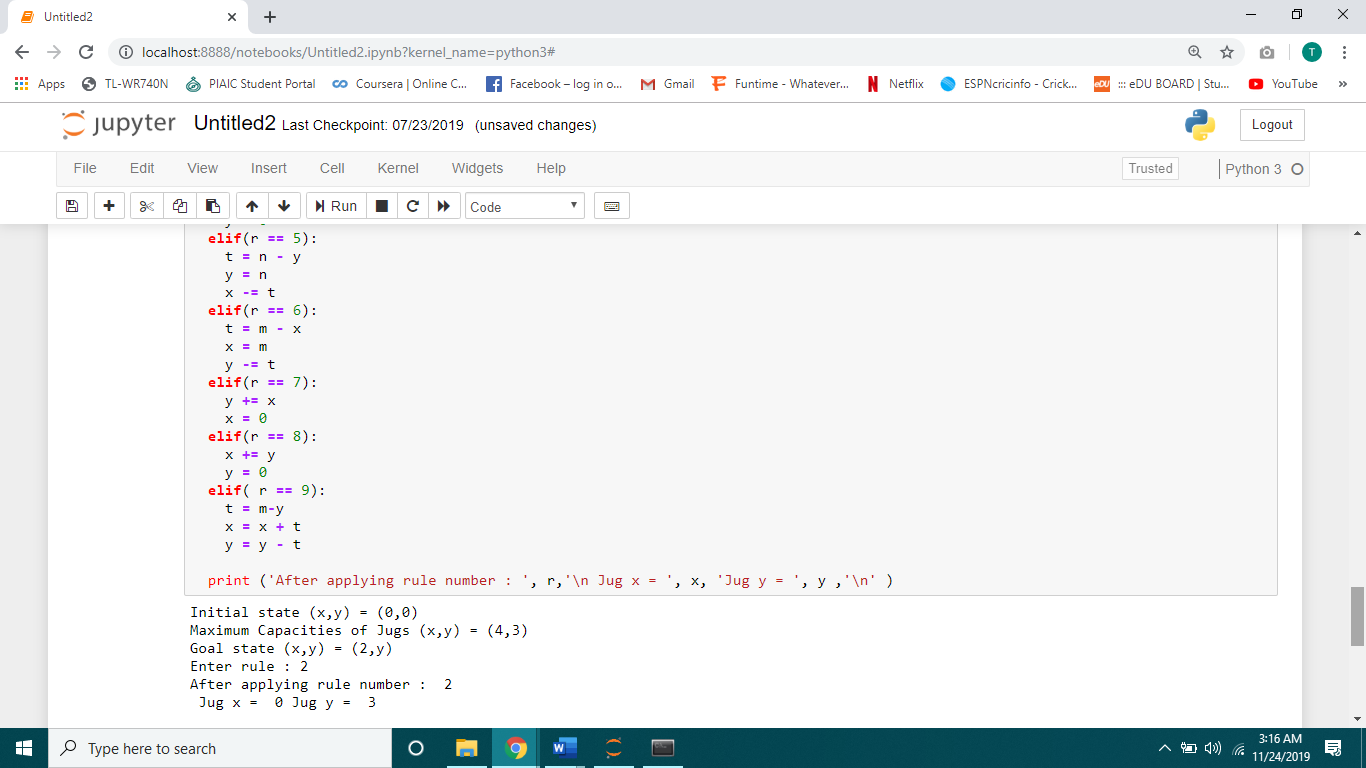 Untitled2
localhost:8888/notebooks/Untitled2.ipynb?kernel_name=python3#
T
Apps TL-WR740N PIAIC Student Portal Coursera | Online C... Facebook – log in o... Gmail Funtime - Whatever... Netflix ESPNcricinfo - Crick... eDU ::: eDU BOARD | Stu... YouTube »
jupyter Untitled2 Last Checkpoint: 07/23/2019 (unsaved changes) Logout
File Edit View Insert Cell Kernel Widgets Help Trusted Python 3
Run Code
elif(r == 5):
t = n - y
y = n
x -= t
elif(r == 6):
t = m - x
x = m
y -= t
elif(r == 7):
y += x
x = 0
elif(r == 8):
x += y
y = 0
elif( r == 9):
t = m-y
x = x + t
y = y - t
print ('After applying rule number : ', r,'\n Jug x = ', x, 'Jug y = ', y ,'\n' )
Initial state (x,y) = (0,0)
Maximum Capacities of Jugs (x,y) = (4,3)
Goal state (x,y) = (2,y)
Enter rule : 2
After applying rule number :  2
Jug x =  0 Jug y =  3
Type here to search
3:16 AM
11/24/2019